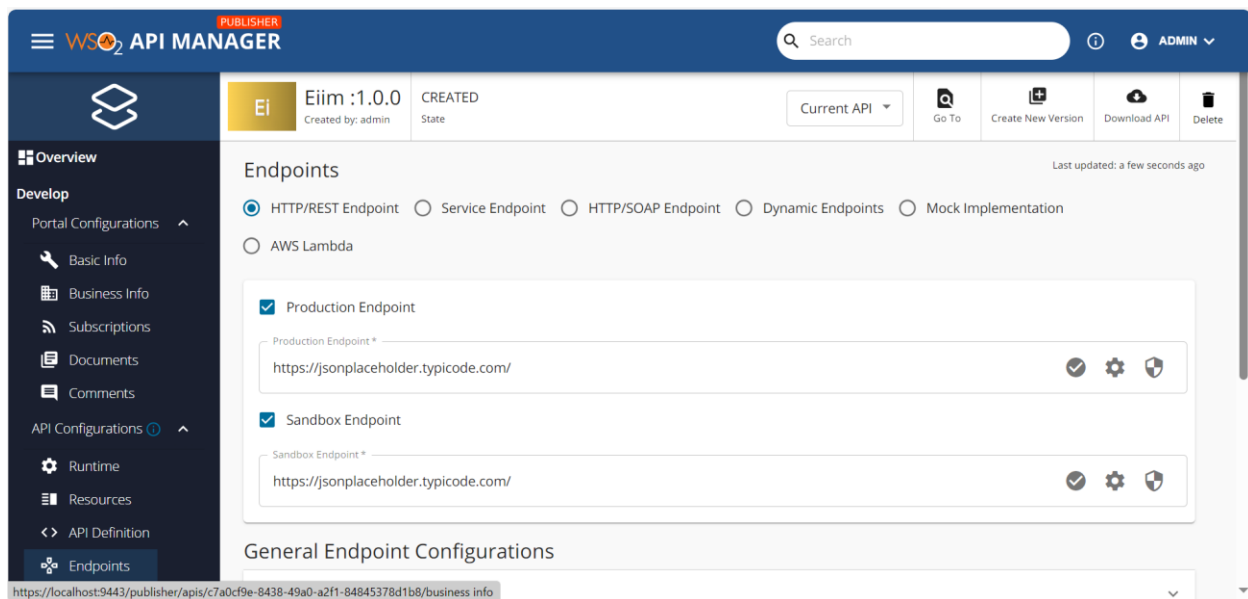 PUBLISHER
WSO2 API MANAGER
Search
ADMIN
Ei
Eiim :1.0.0
Created by: admin
CREATED
State
Current API
Go To
Create New Version
Download API
Delete
Overview
Develop
Portal Configurations
Basic Info
Business Info
Subscriptions
Documents
Comments
API Configurations
Runtime
Resources
API Definition
Endpoints
Endpoints
Last updated: a few seconds ago
HTTP/REST Endpoint Service Endpoint HTTP/SOAP Endpoint Dynamic Endpoints Mock Implementation
AWS Lambda
Production Endpoint
Production Endpoint *
https://jsonplaceholder.typicode.com/
Sandbox Endpoint
Sandbox Endpoint *
https://jsonplaceholder.typicode.com/
General Endpoint Configurations
https://localhost:9443/publisher/apis/c7a0cf9e-8438-49a0-a2f1-84845378d1b8/business info